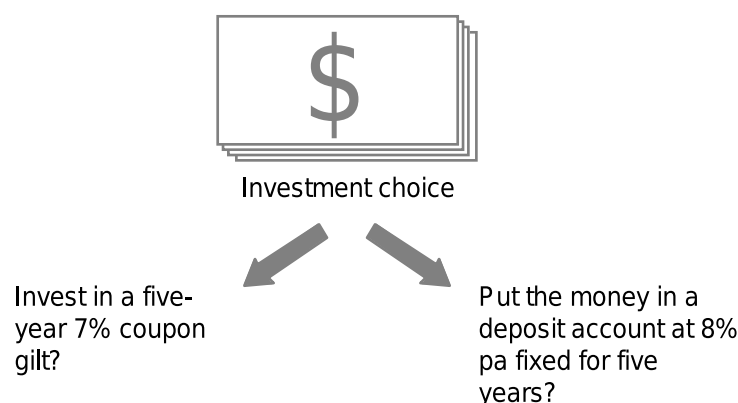 $
Investment choice
Invest in a five-
year 7% coupon
gilt?
Put the money in a
deposit account at 8%
pa fixed for five
years?